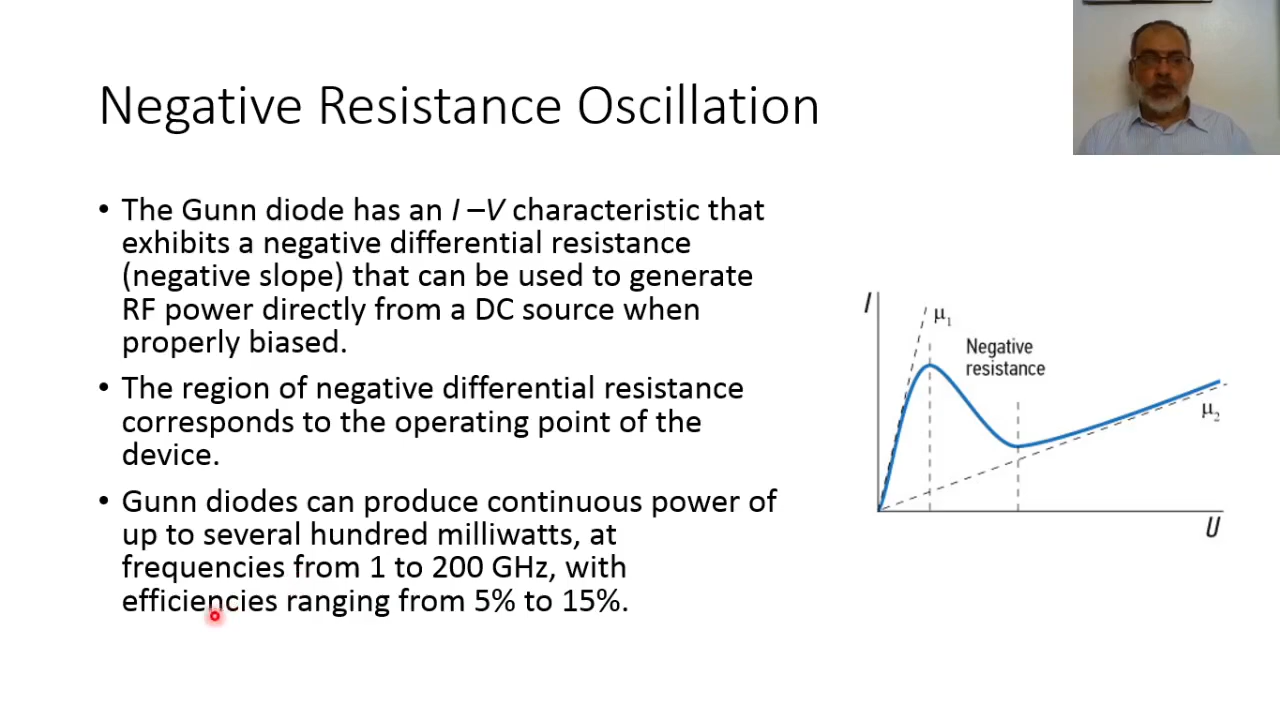 Negative Resistance Oscillation
• The Gunn diode has an I –V characteristic that
exhibits a negative differential resistance
(negative slope) that can be used to generate
RF power directly from a DC source when
properly biased.
• The region of negative differential resistance
corresponds to the operating point of the
device.
• Gunn diodes can produce continuous power of
up to several hundred milliwatts, at
frequencies from 1 to 200 GHz, with
efficiencies ranging from 5% to 15%.
I
μ₁
Negative
resistance
μ₂
U